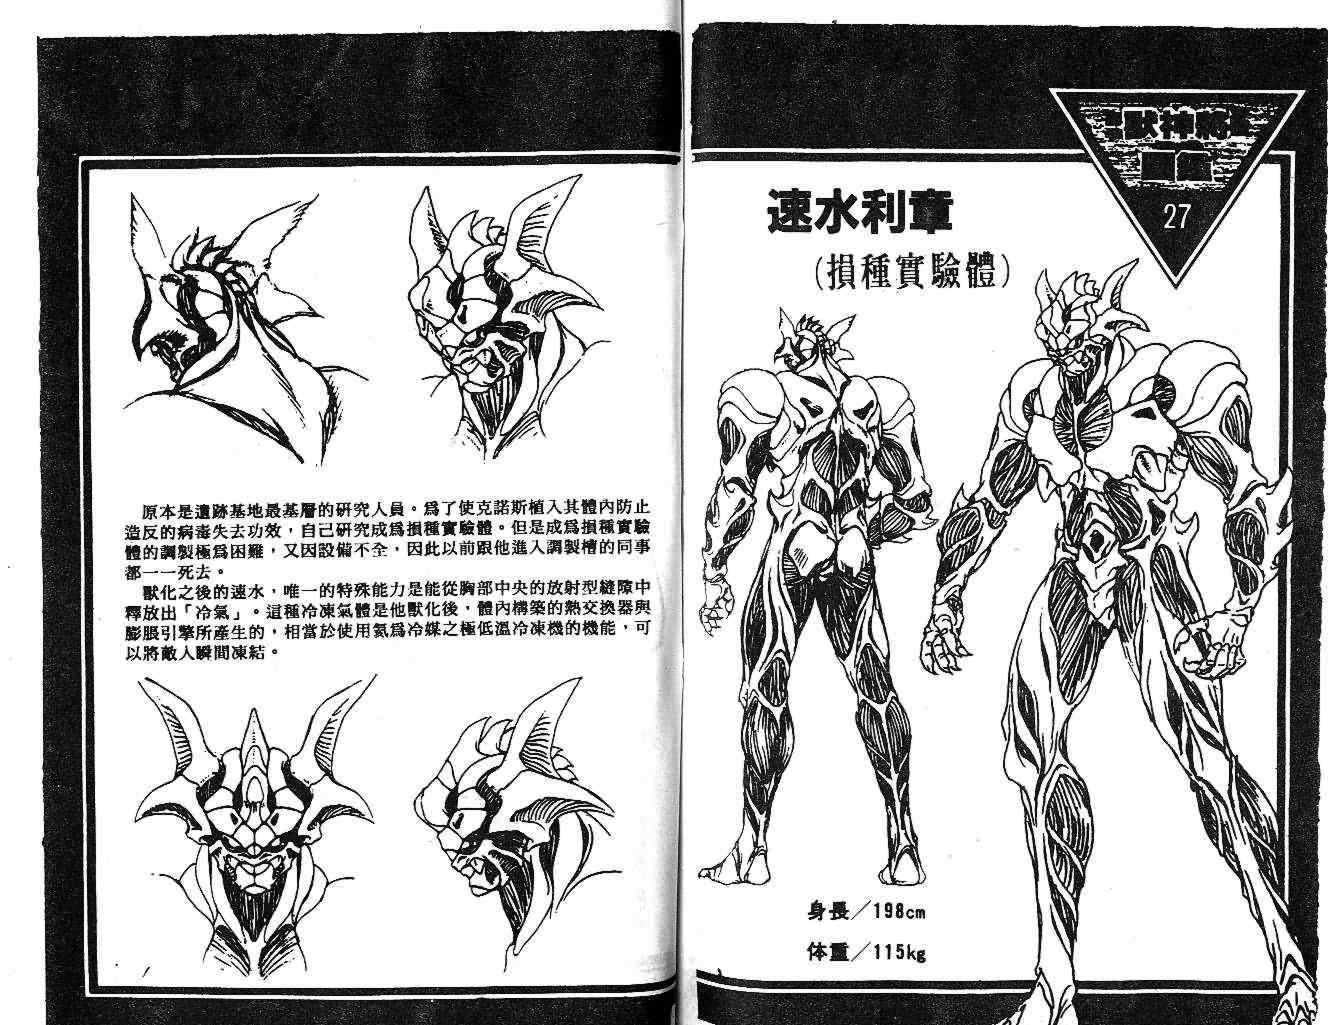 原本是遺跡基地最基層的研究人員。爲了使克諾斯植入其體內防止
造反的病毒失去功效，自己研究成爲損種實驗體。但是成爲損種實驗
體的調製極爲困難，又因設備不全，因此以前跟他進入調製槽的同事
都一一死去。
獸化之後的速水，唯一的特殊能力是能從胸部中央的放射型縫隙中
釋放出「冷氣」。這種冷凍氣體是他獸化後，體內構築的熱交換器與
膨脹引擎所產生的，相當於使用氦爲冷媒之極低溫冷凍機的機能，可
以將敵人瞬間凍結。
獸神將
27
速水利章
(損種實驗體)
身長／198cm
体重／115kg